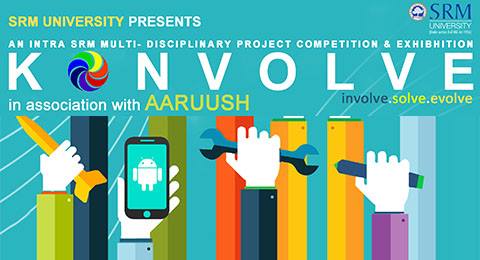 SRM UNIVERSITY PRESENTS
SRM
UNIVERSITY
AN INTRA SRM MULTI- DISCIPLINARY PROJECT COMPETITION & EXHIBITION
KONVOLVE
in association with AARUUSH
involve.solve.evolve